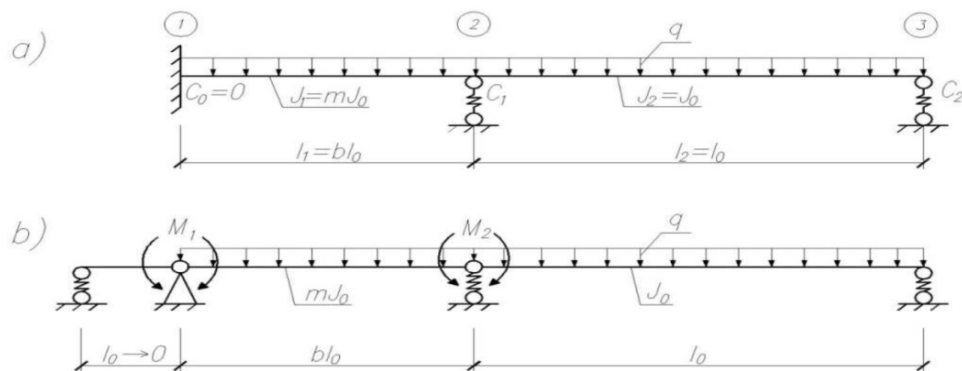 a)
1
2
3
q
C₀=0
J₁=mJ₀
C₁
J₂=J₀
C₂
l₁=bl₀
l₂=l₀
b)
M₁
M₂
q
mJ₀
J₀
l₀→0
bl₀
l₀